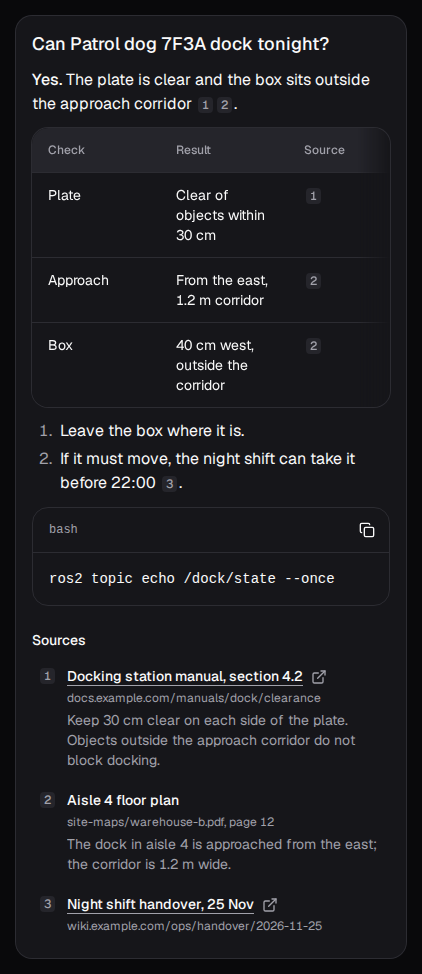 Can Patrol dog 7F3A dock tonight?
Yes. The plate is clear and the box sits outside
the approach corridor 1 2 .
Check Result Source
Plate Clear of 1
objects within
30 cm
Approach From the east, 2
1.2 m corridor
Box 40 cm west, 2
outside the
corridor
1. Leave the box where it is.
2. If it must move, the night shift can take it
before 22:00 3 .
bash
ros2 topic echo /dock/state --once
Sources
1 Docking station manual, section 4.2
docs.example.com/manuals/dock/clearance
Keep 30 cm clear on each side of the plate.
Objects outside the approach corridor do not
block docking.
2 Aisle 4 floor plan
site-maps/warehouse-b.pdf, page 12
The dock in aisle 4 is approached from the east;
the corridor is 1.2 m wide.
3 Night shift handover, 25 Nov
wiki.example.com/ops/handover/2026-11-25